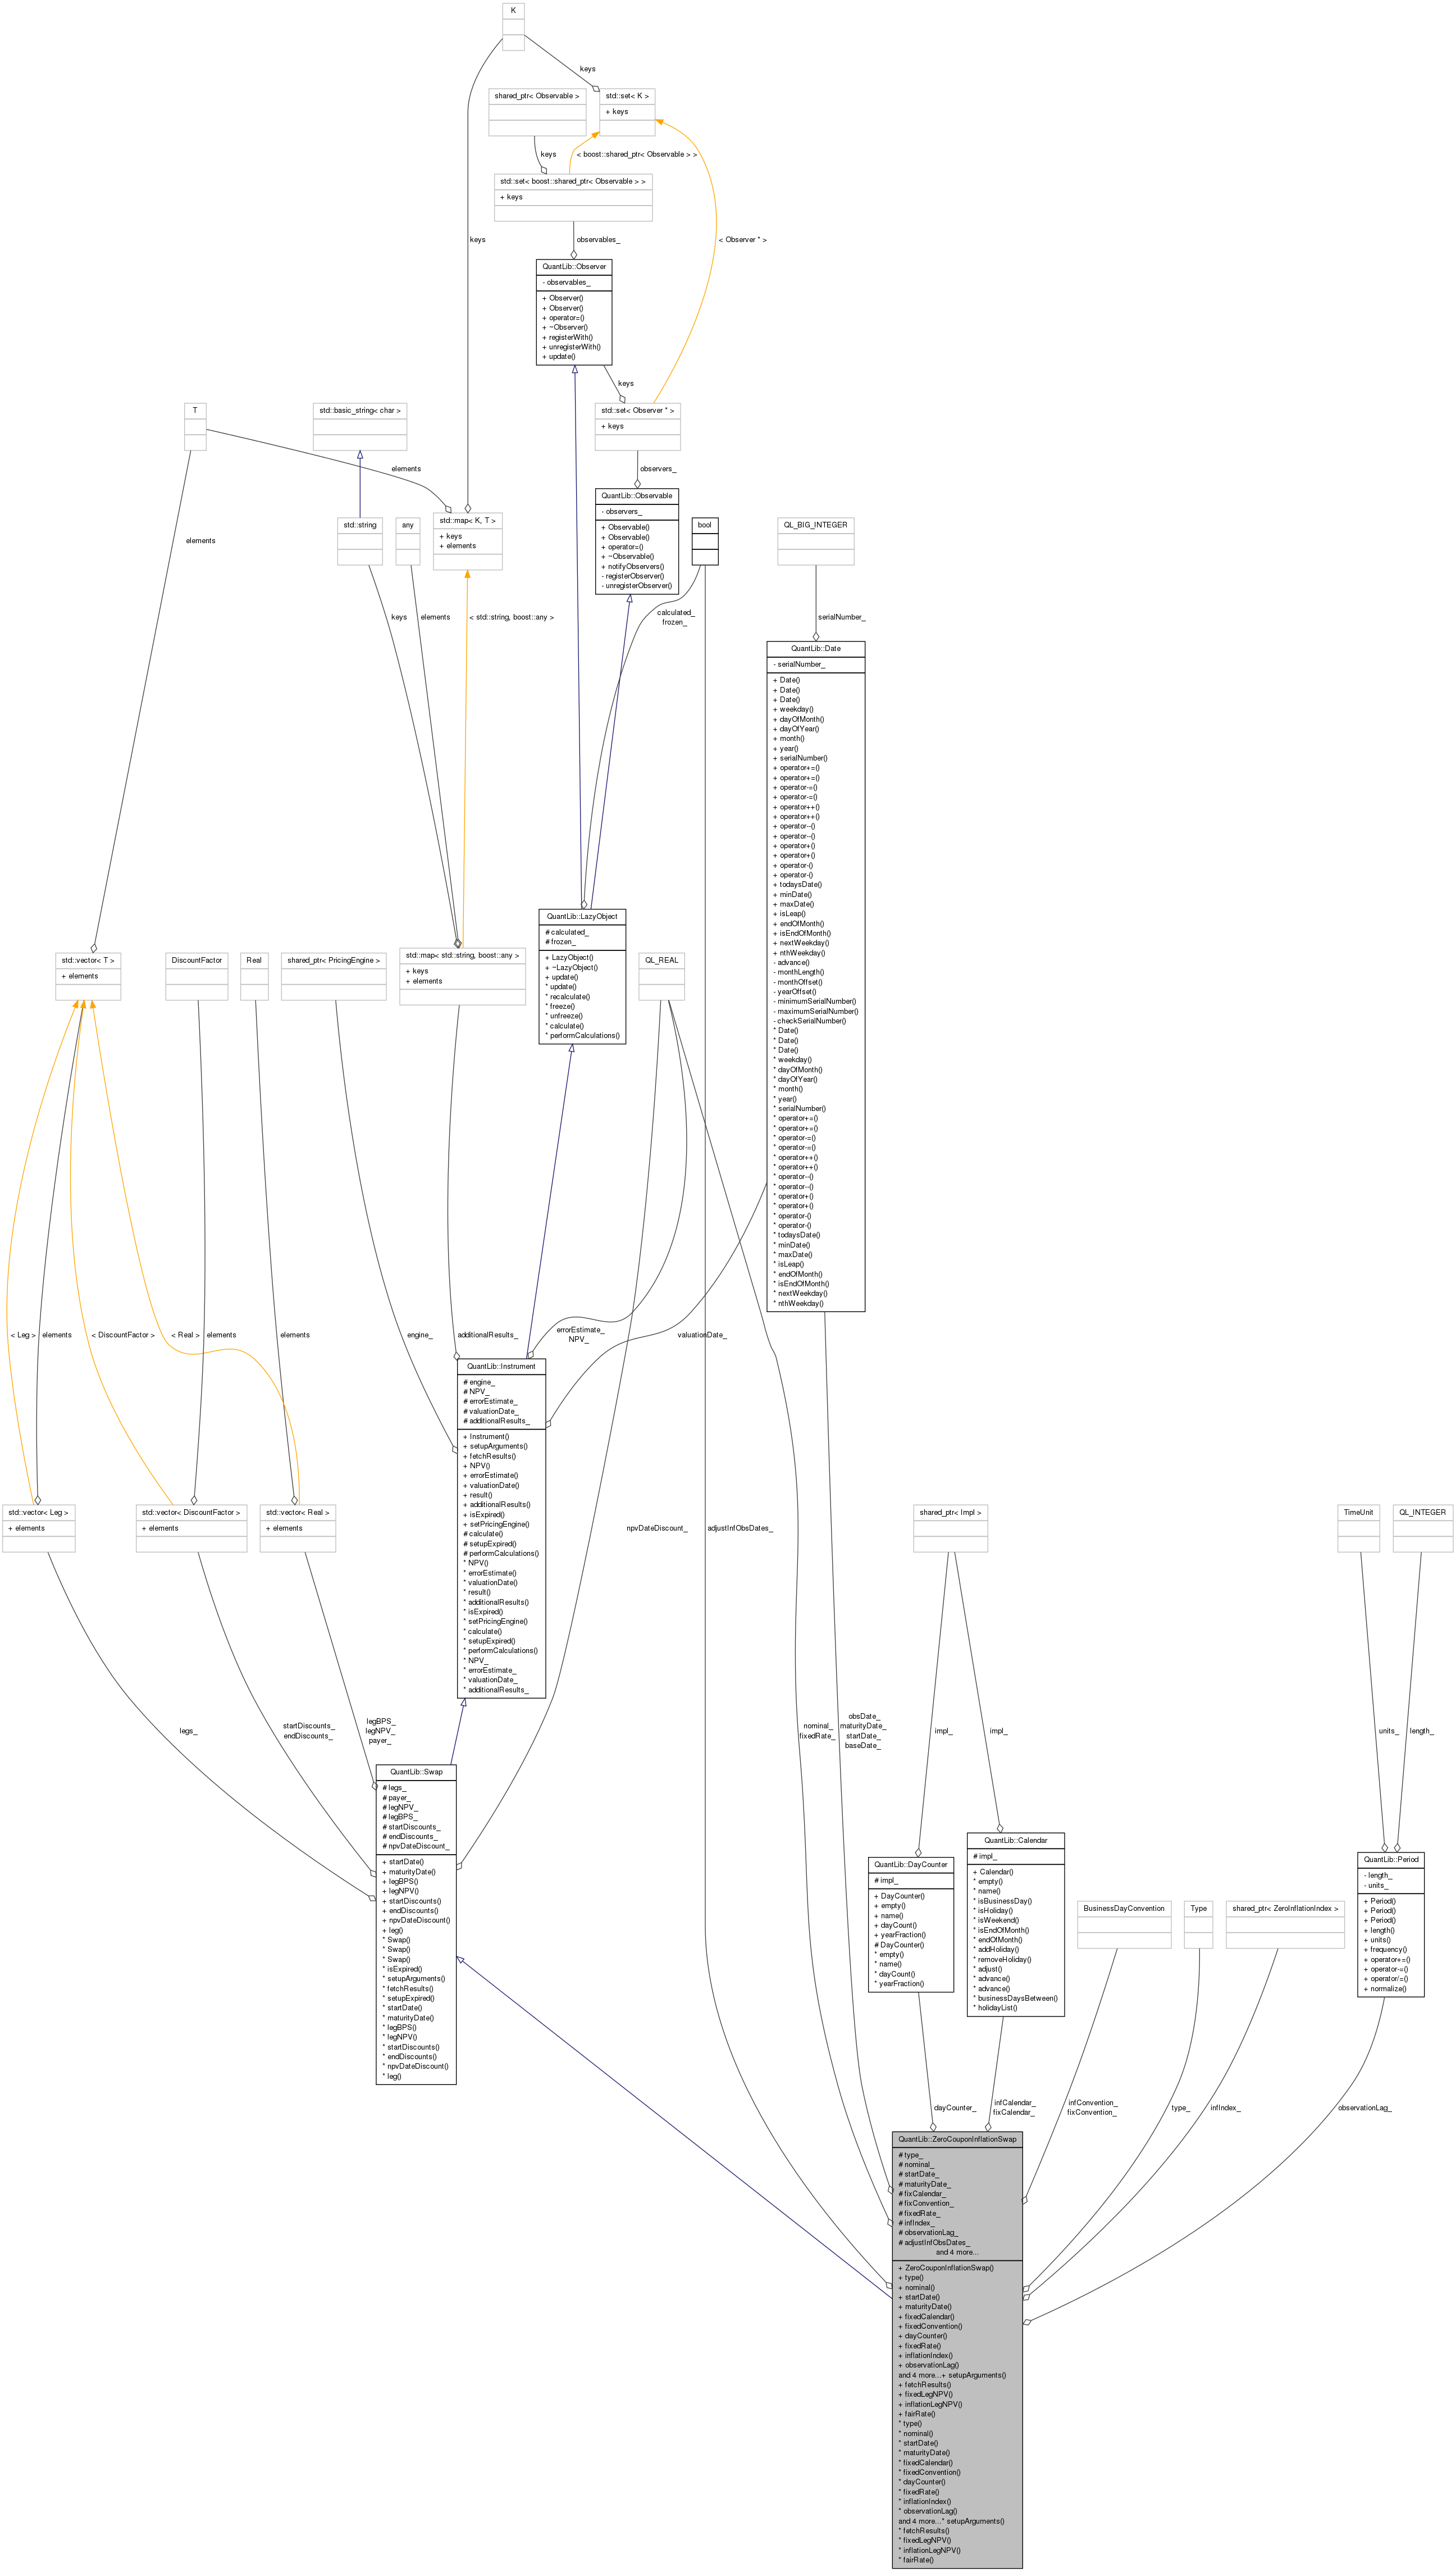 K
keys
shared_ptr< Observable >
std::set< K >
+ keys
keys
< boost::shared_ptr< Observable > >
std::set< boost::shared_ptr< Observable > >
+ keys
keys
observables_
< Observer * >
QuantLib::Observer
- observables_
+ Observer()
+ Observer()
+ operator=()
+ ~Observer()
+ registerWith()
+ unregisterWith()
+ update()
keys
T
std::basic_string< char >
std::set< Observer * >
+ keys
elements
observers_
QuantLib::Observable
- observers_
+ Observable()
+ Observable()
+ operator=()
+ ~Observable()
+ notifyObservers()
- registerObserver()
- unregisterObserver()
std::string
any
std::map< K, T >
+ keys
+ elements
bool
QL_BIG_INTEGER
elements
keys
elements
< std::string, boost::any >
calculated_
frozen_
serialNumber_
QuantLib::Date
- serialNumber_
+ Date()
+ Date()
+ Date()
+ weekday()
+ dayOfMonth()
+ dayOfYear()
+ month()
+ year()
+ serialNumber()
+ operator+=()
+ operator+=()
+ operator-=()
+ operator-=()
+ operator++()
+ operator++()
+ operator--()
+ operator--()
+ operator+()
+ operator+()
+ operator-()
+ operator-()
+ todaysDate()
+ minDate()
+ maxDate()
+ isLeap()
+ endOfMonth()
+ isEndOfMonth()
+ nextWeekday()
+ nthWeekday()
- advance()
- monthLength()
- monthOffset()
- yearOffset()
- minimumSerialNumber()
- maximumSerialNumber()
- checkSerialNumber()
* Date()
* Date()
* Date()
* weekday()
* dayOfMonth()
* dayOfYear()
* month()
* year()
* serialNumber()
* operator+=()
* operator+=()
* operator-=()
* operator-=()
* operator++()
* operator++()
* operator--()
* operator--()
* operator+()
* operator+()
* operator-()
* operator-()
* todaysDate()
* minDate()
* maxDate()
* isLeap()
* endOfMonth()
* isEndOfMonth()
* nextWeekday()
* nthWeekday()
QuantLib::LazyObject
# calculated_
# frozen_
+ LazyObject()
+ ~LazyObject()
+ update()
* update()
* recalculate()
* freeze()
* unfreeze()
* calculate()
* performCalculations()
std::vector< T >
+ elements
DiscountFactor
Real
shared_ptr< PricingEngine >
std::map< std::string, boost::any >
+ keys
+ elements
QL_REAL
< Leg >
elements
< DiscountFactor >
elements
< Real >
elements
engine_
additionalResults_
errorEstimate_
NPV_
valuationDate_
QuantLib::Instrument
# engine_
# NPV_
# errorEstimate_
# valuationDate_
# additionalResults_
+ Instrument()
+ setupArguments()
+ fetchResults()
+ NPV()
+ errorEstimate()
+ valuationDate()
+ result()
+ additionalResults()
+ isExpired()
+ setPricingEngine()
# calculate()
# setupExpired()
# performCalculations()
* NPV()
* errorEstimate()
* valuationDate()
* result()
* additionalResults()
* isExpired()
* setPricingEngine()
* calculate()
* setupExpired()
* performCalculations()
* NPV_
* errorEstimate_
* valuationDate_
* additionalResults_
std::vector< Leg >
+ elements
std::vector< DiscountFactor >
+ elements
std::vector< Real >
+ elements
npvDateDiscount_
adjustInfObsDates_
shared_ptr< Impl >
TimeUnit
QL_INTEGER
legs_
startDiscounts_
endDiscounts_
legBPS_
legNPV_
payer_
nominal_
fixedRate_
obsDate_
maturityDate_
startDate_
baseDate_
impl_
impl_
units_
length_
QuantLib::Swap
# legs_
# payer_
# legNPV_
# legBPS_
# startDiscounts_
# endDiscounts_
# npvDateDiscount_
+ startDate()
+ maturityDate()
+ legBPS()
+ legNPV()
+ startDiscounts()
+ endDiscounts()
+ npvDateDiscount()
+ leg()
* Swap()
* Swap()
* Swap()
* isExpired()
* setupArguments()
* fetchResults()
* setupExpired()
* startDate()
* maturityDate()
* legBPS()
* legNPV()
* startDiscounts()
* endDiscounts()
* npvDateDiscount()
* leg()
QuantLib::DayCounter
# impl_
+ DayCounter()
+ empty()
+ name()
+ dayCount()
+ yearFraction()
# DayCounter()
* empty()
* name()
* dayCount()
* yearFraction()
QuantLib::Calendar
# impl_
+ Calendar()
* empty()
* name()
* isBusinessDay()
* isHoliday()
* isWeekend()
* isEndOfMonth()
* endOfMonth()
* addHoliday()
* removeHoliday()
* adjust()
* advance()
* advance()
* businessDaysBetween()
* holidayList()
BusinessDayConvention
Type
shared_ptr< ZeroInflationIndex >
QuantLib::Period
- length_
- units_
+ Period()
+ Period()
+ Period()
+ length()
+ units()
+ frequency()
+ operator+=()
+ operator-=()
+ operator/=()
+ normalize()
dayCounter_
infCalendar_
fixCalendar_
infConvention_
fixConvention_
type_
infIndex_
observationLag_
QuantLib::ZeroCouponInflationSwap
# type_
# nominal_
# startDate_
# maturityDate_
# fixCalendar_
# fixConvention_
# fixedRate_
# infIndex_
# observationLag_
# adjustInfObsDates_
and 4 more...
+ ZeroCouponInflationSwap()
+ type()
+ nominal()
+ startDate()
+ maturityDate()
+ fixedCalendar()
+ fixedConvention()
+ dayCounter()
+ fixedRate()
+ inflationIndex()
+ observationLag()
and 4 more...+ setupArguments()
+ fetchResults()
+ fixedLegNPV()
+ inflationLegNPV()
+ fairRate()
* type()
* nominal()
* startDate()
* maturityDate()
* fixedCalendar()
* fixedConvention()
* dayCounter()
* fixedRate()
* inflationIndex()
* observationLag()
and 4 more...* setupArguments()
* fetchResults()
* fixedLegNPV()
* inflationLegNPV()
* fairRate()